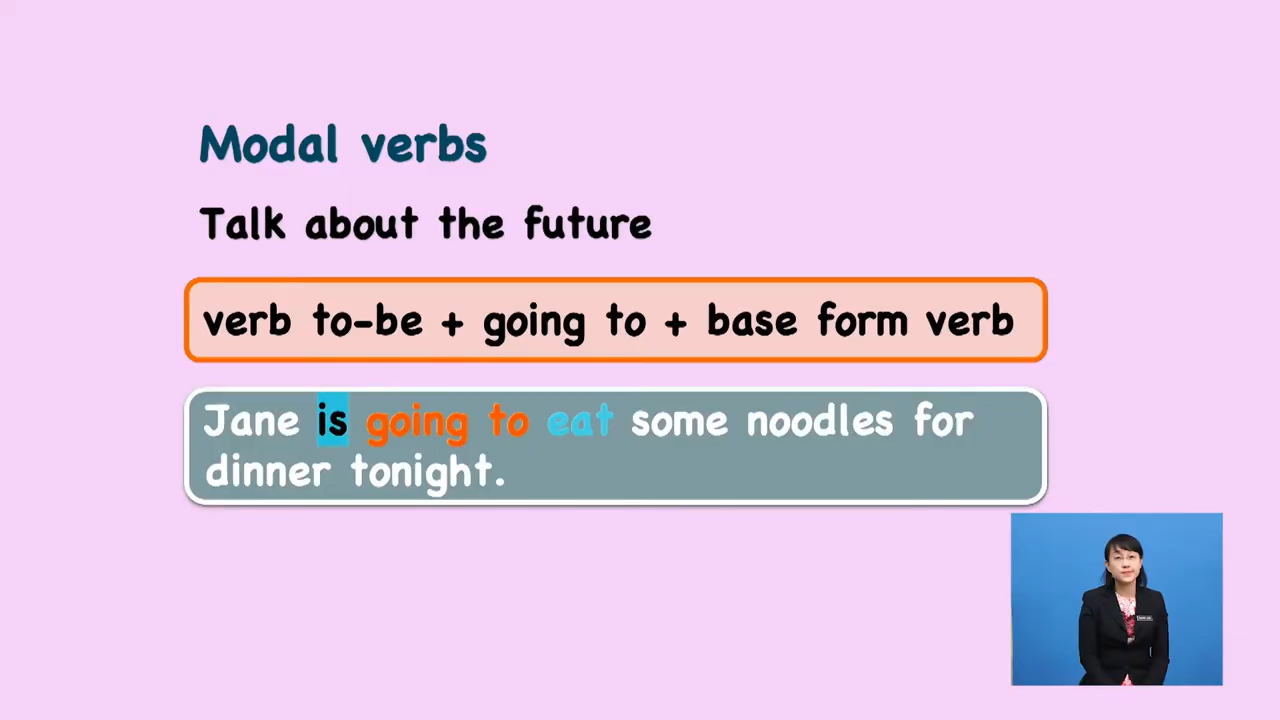 Modal verbs
Talk about the future
verb to-be + going to + base form verb
Jane is going to eat some noodles for
dinner tonight.